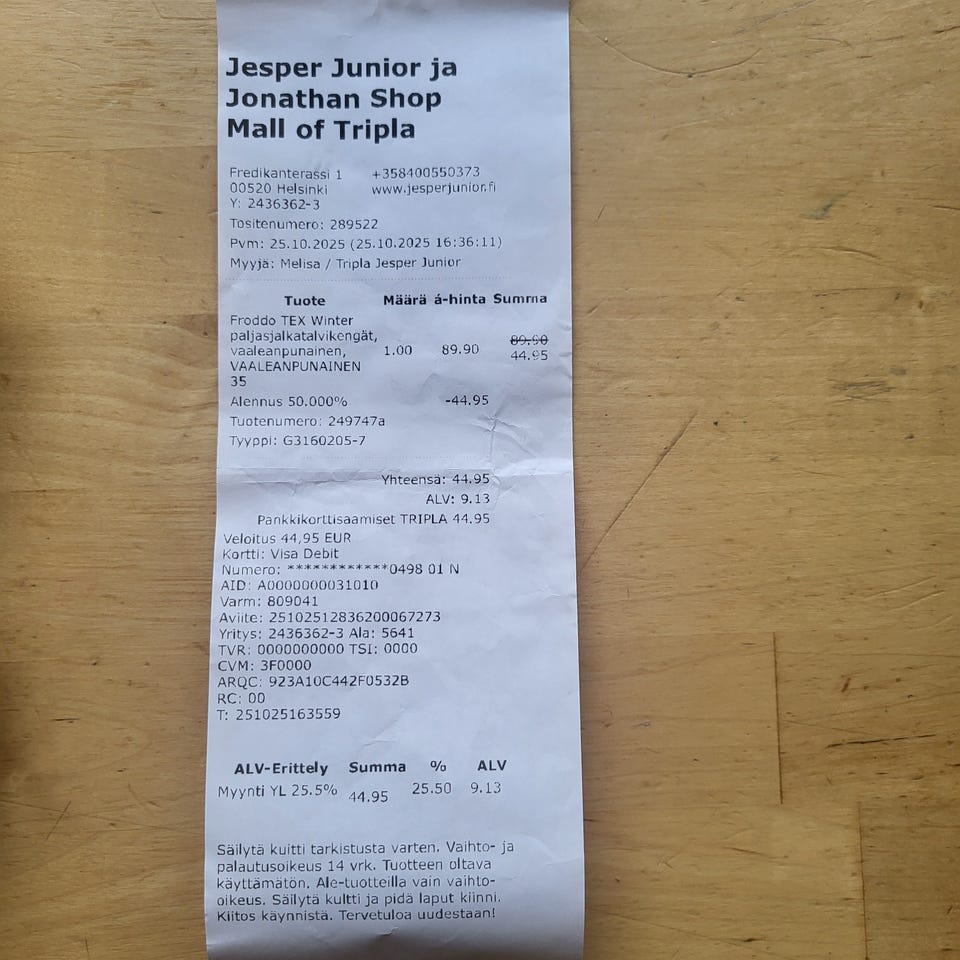 Jesper Junior ja
Jonathan Shop
Mall of Tripla
Fredikanterassi 1 +358400550373
00520 Helsinki www.jesperjunior.fi
Y: 2436362-3
Tositenumero: 289522
Pvm: 25.10.2025 (25.10.2025 16:36:11)
Myyjä: Melisa / Tripla Jesper Junior
Tuote Määrä á-hinta Summa
Froddo TEX Winter
paljasjalkatalvikengät,
vaaleanpunainen,
VAALEANPUNAINEN
35
1.00 89.90 89.90
44.95
Alennus 50.000% -44.95
Tuotenumero: 249747a
Tyyppi: G3160205-7
Yhteensä: 44.95
ALV: 9.13
Pankkikorttisaamiset TRIPLA 44.95
Veloitus 44,95 EUR
Kortti: Visa Debit
Numero: ************0498 01 N
AID: A0000000031010
Varm: 809041
Aviite: 25102512836200067273
Yritys: 2436362-3 Ala: 5641
TVR: 0000000000 TSI: 0000
CVM: 3F0000
ARQC: 923A10C442F0532B
RC: 00
T: 251025163559
ALV-Erittely Summa % ALV
Myynti YL 25.5% 44.95 25.50 9.13
Säilytä kuitti tarkistusta varten. Vaihto- ja
palautusoikeus 14 vrk. Tuotteen oltava
käyttämätön. Ale-tuotteilla vain vaihto-
oikeus. Säilytä kuitti ja pidä laput kiinni.
Kiitos käynnistä. Tervetuloa uudestaan!